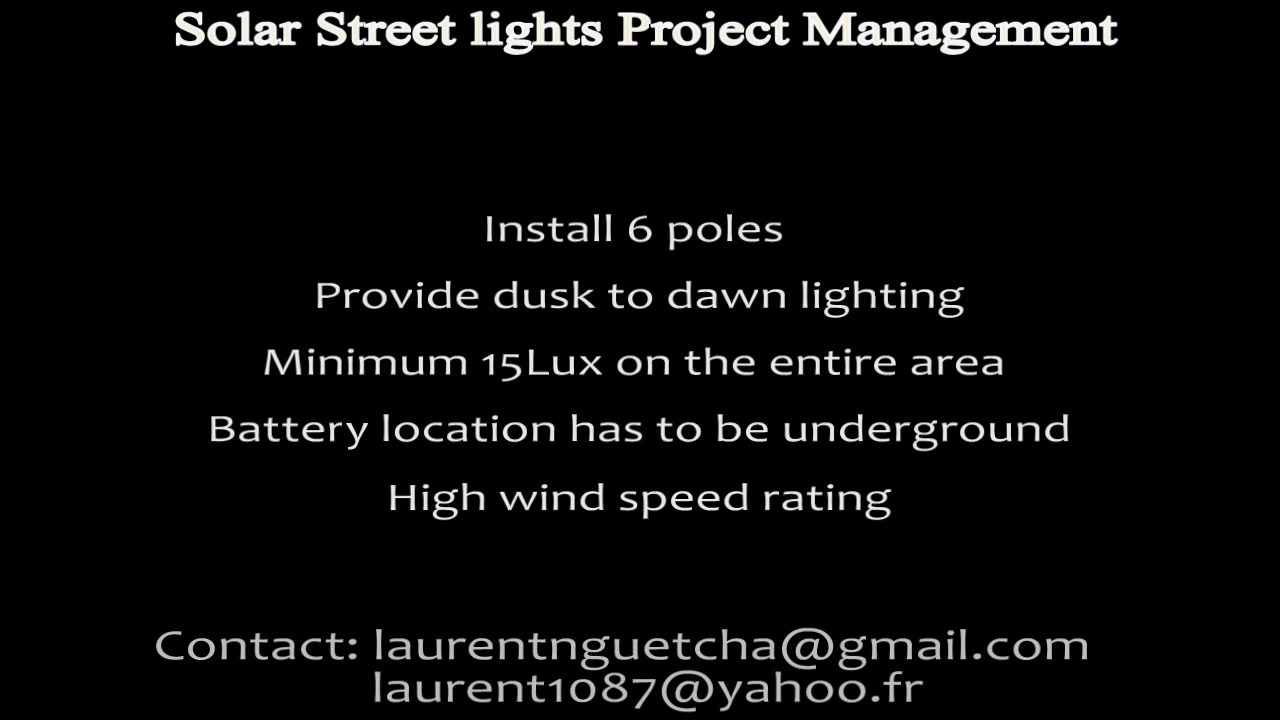 Solar Street lights Project Management
Install 6 poles
Provide dusk to dawn lighting
Minimum 15Lux on the entire area
Battery location has to be underground
High wind speed rating
Contact: laurentnguetcha@gmail.com
laurent1087@yahoo.fr